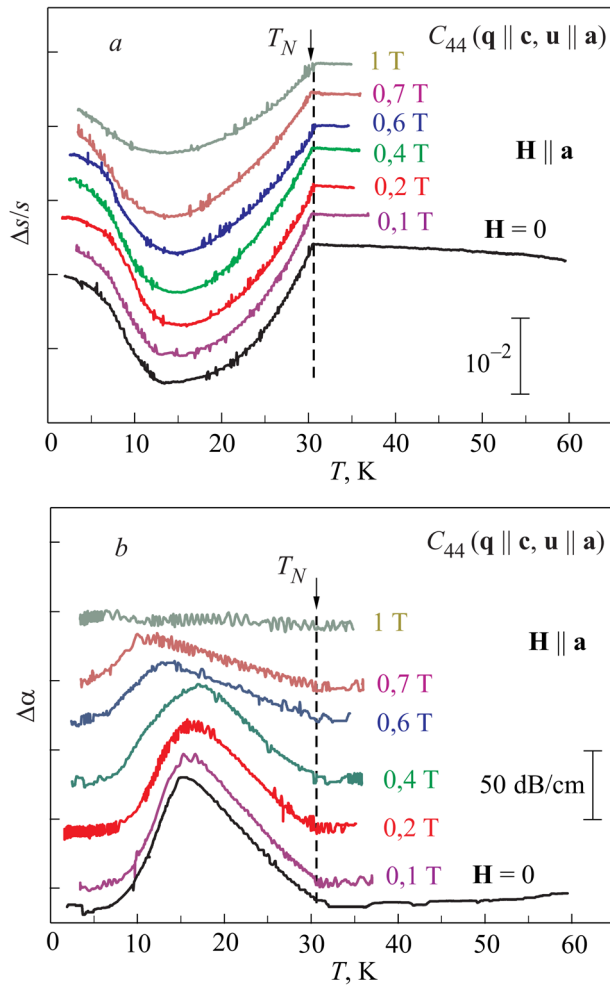 a
T_N
C_44 (q || c, u || a)
1 T
0,7 T
0,6 T
H || a
0,4 T
0,2 T
0,1 T
H = 0
Δs/s
10^−2
0 10 20 30 40 50 60
T, K
b
C_44 (q || c, u || a)
T_N
1 T
H || a
0,7 T
0,6 T
Δα
0,4 T
50 dB/cm
0,2 T
0,1 T
H = 0
0 10 20 30 40 50 60
T, K